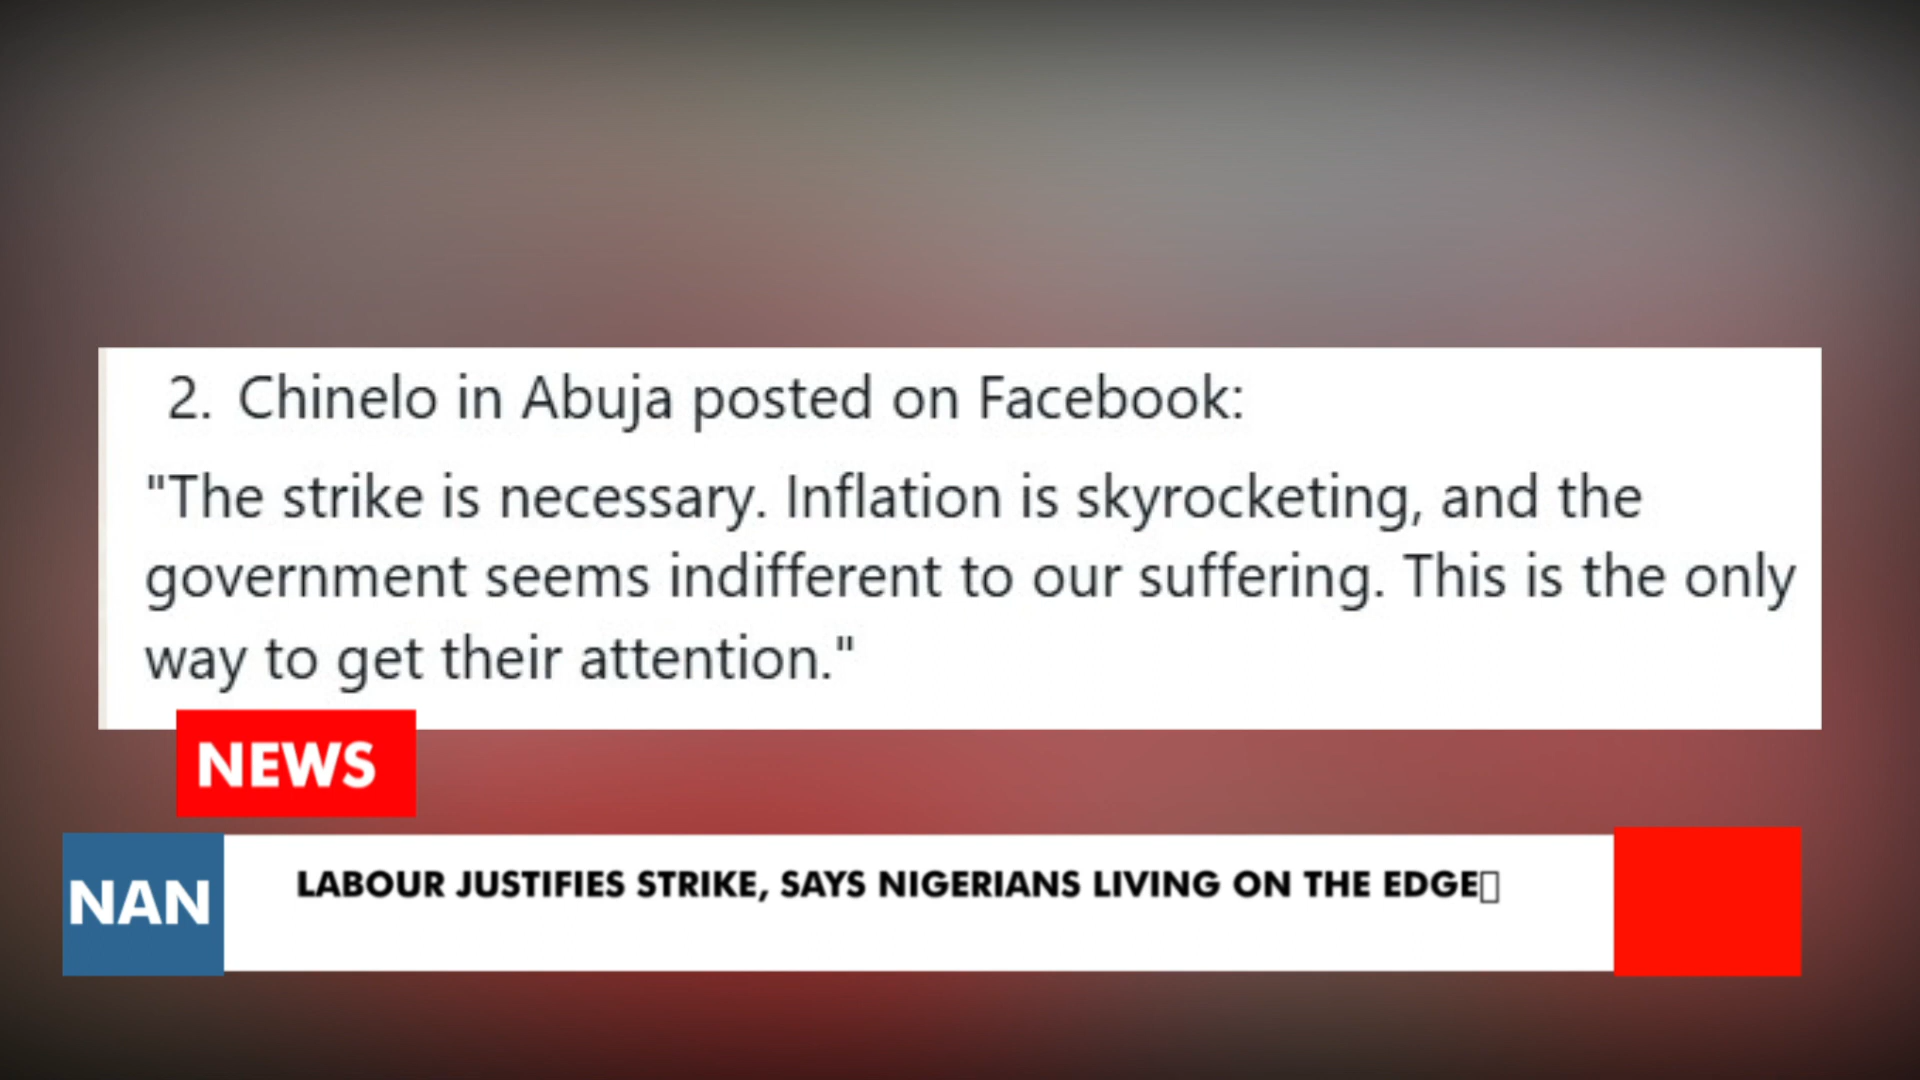 2. Chinelo in Abuja posted on Facebook:
"The strike is necessary. Inflation is skyrocketing, and the
government seems indifferent to our suffering. This is the only
way to get their attention."
NEWS
NAN
LABOUR JUSTIFIES STRIKE, SAYS NIGERIANS LIVING ON THE EDGE